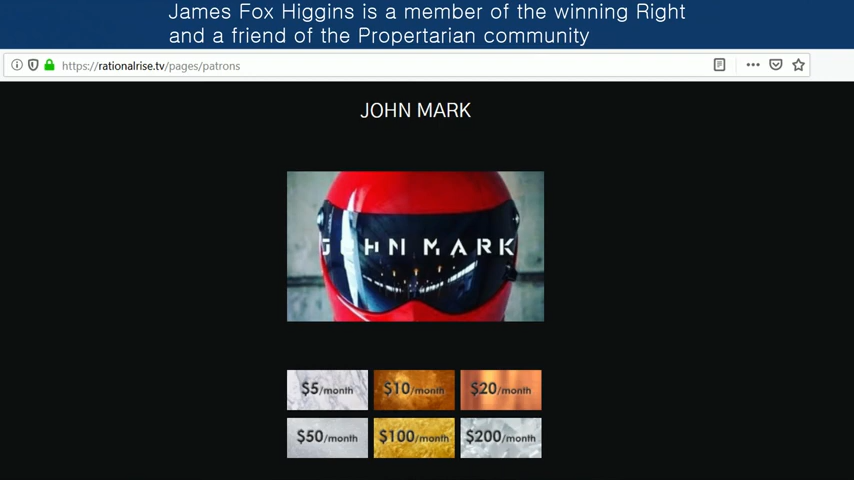 James Fox Higgins is a member of the winning Right
and a friend of the Propertarian community
https://rationalrise.tv/pages/patrons
JOHN MARK
JOHN MARK
$5/month $10/month $20/month
$50/month $100/month $200/month